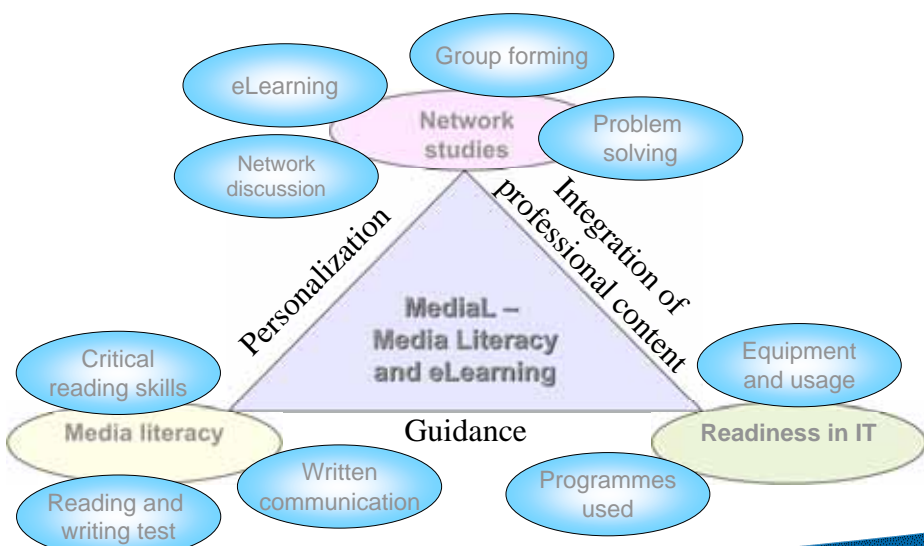 Group forming
eLearning
Network
studies
Problem
solving
Network
discussion
Personalization
Integration of
professional content
MediaL –
Media Literacy
and eLearning
Critical
reading skills
Equipment
and usage
Media literacy
Guidance
Readiness in IT
Written
communication
Programmes
used
Reading and
writing test